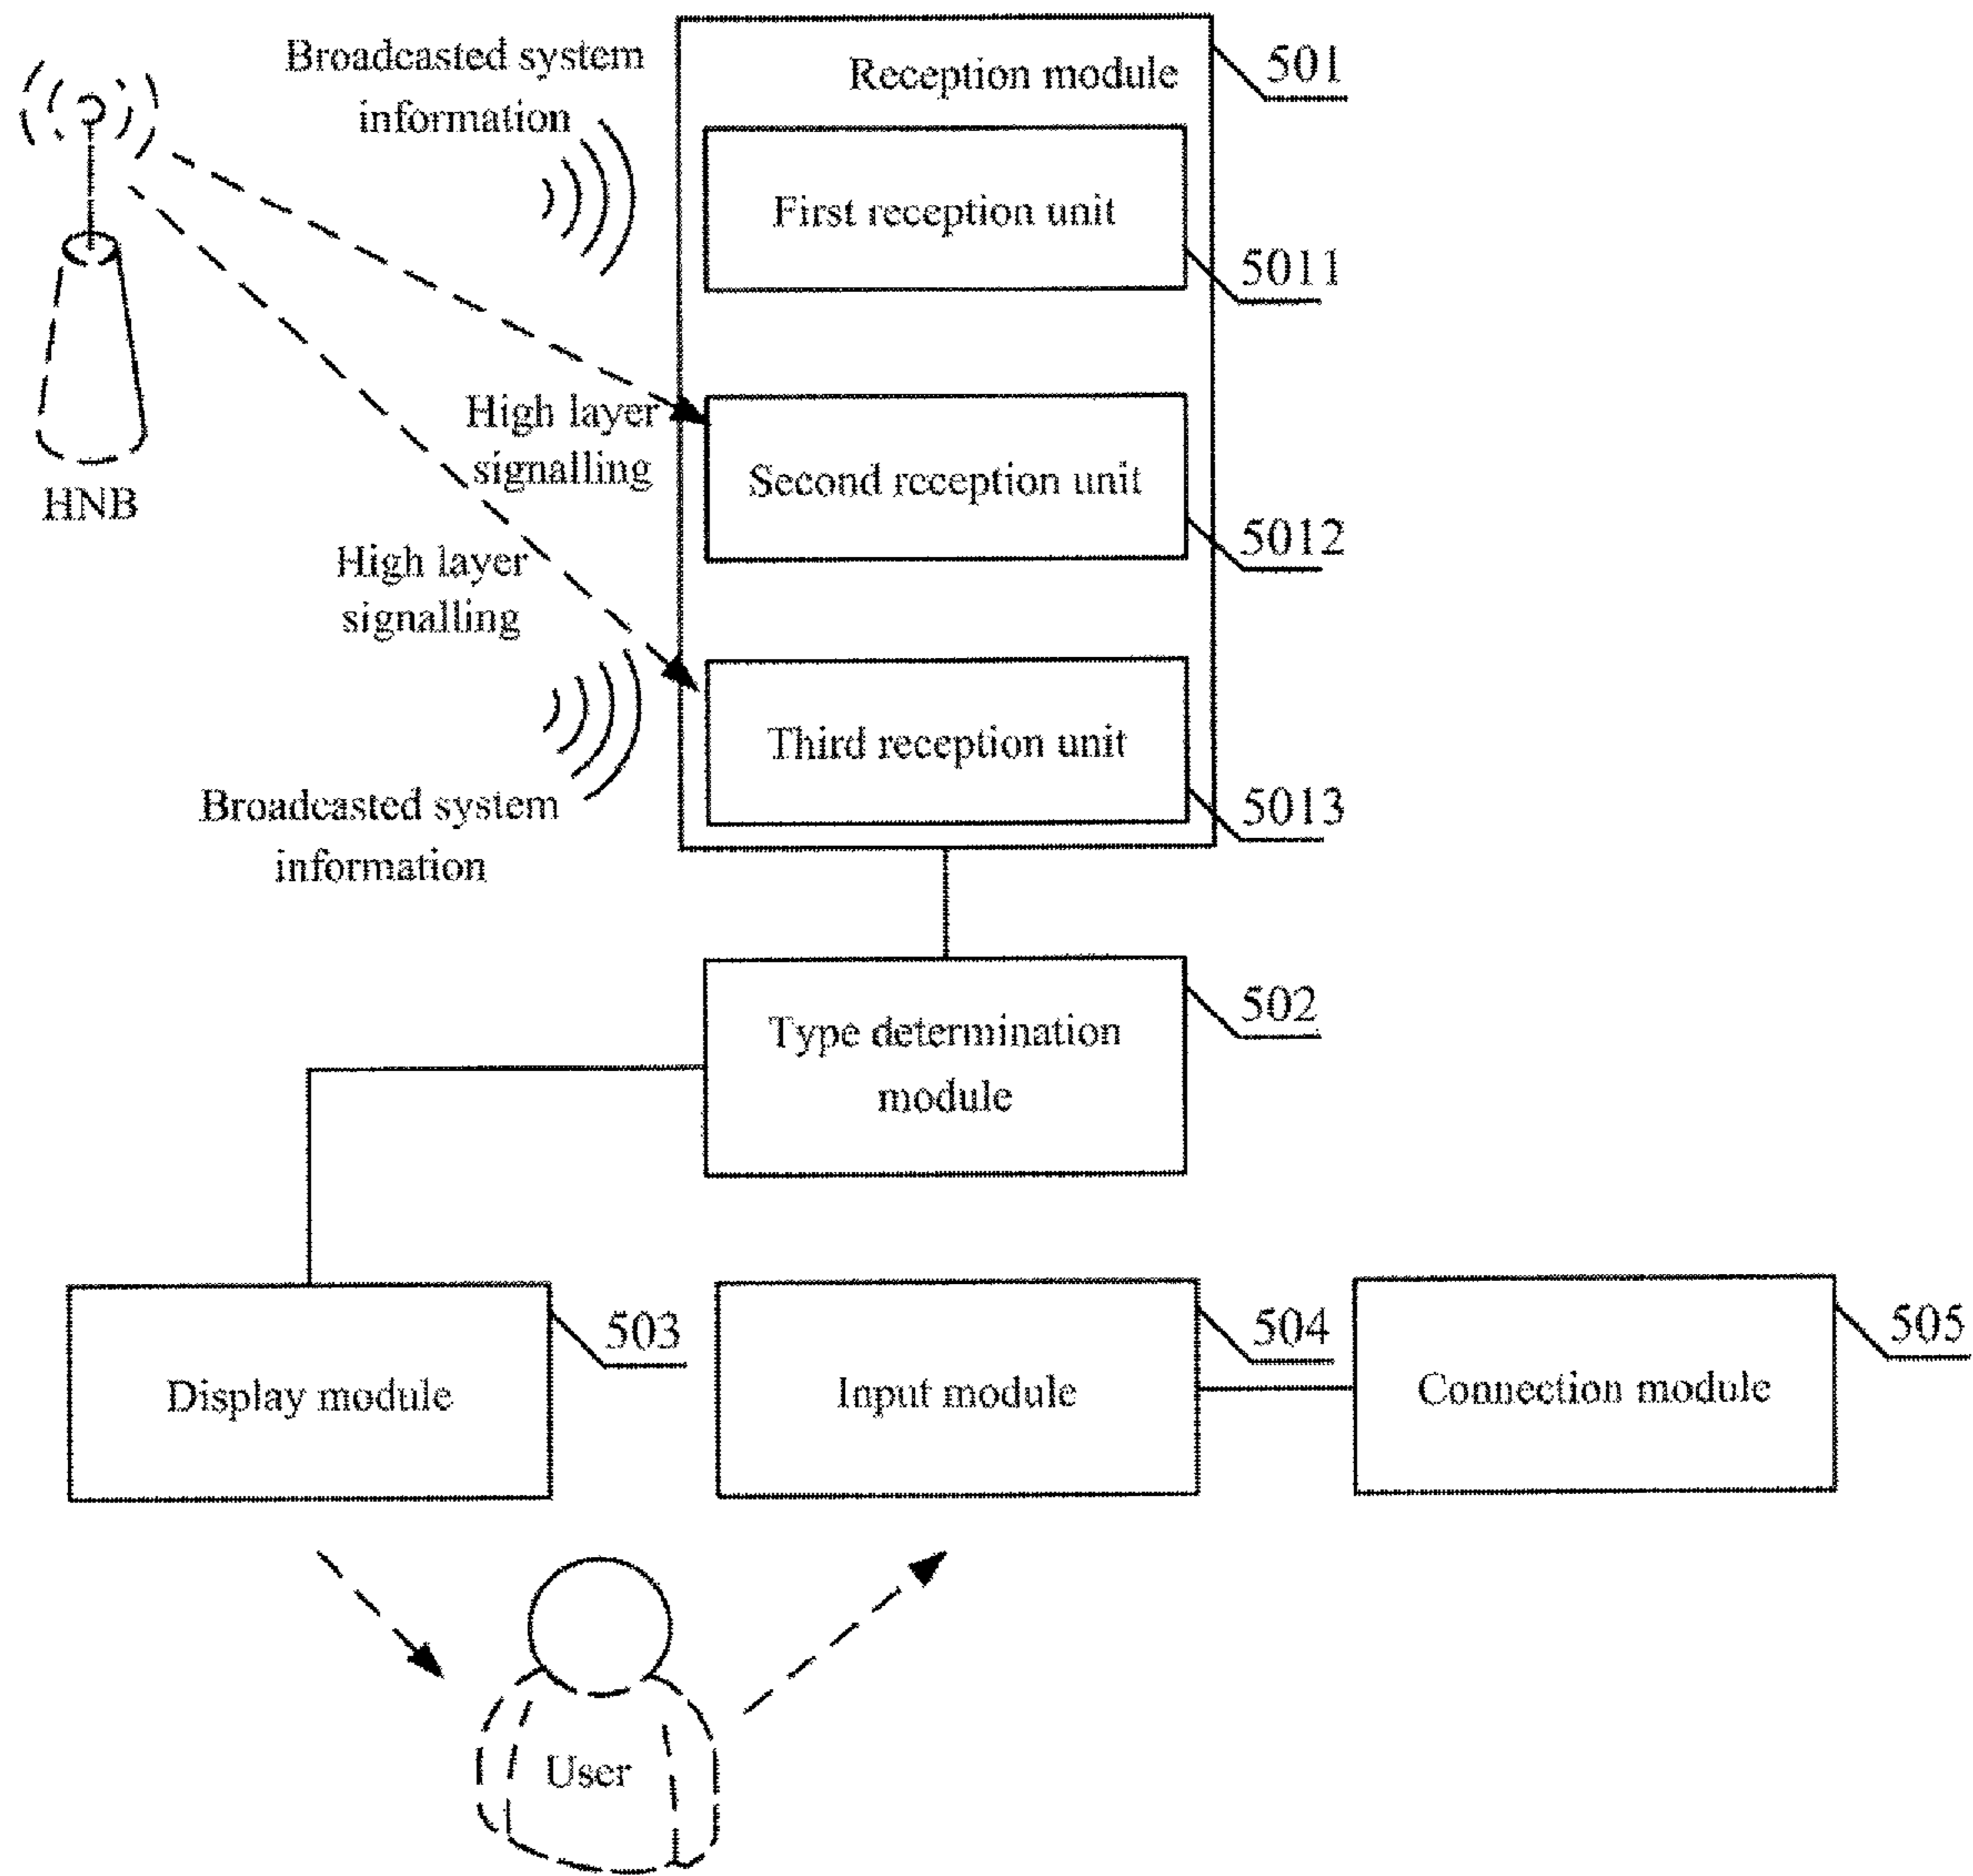 Broadcasted system
information
Reception module
501
First reception unit
5011
High layer
signalling
Second reception unit
5012
HNB
High layer
signalling
Third reception unit
5013
Broadcasted system
information
Type determination
module
502
Display module
503
Input module
504
Connection module
505
User